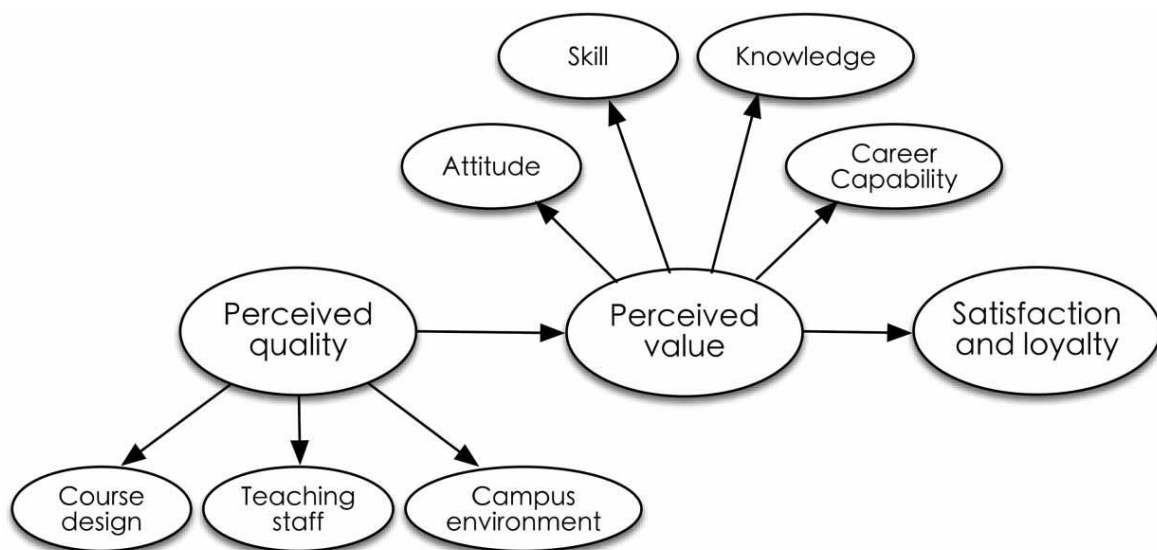 Skill
Knowledge
Attitude
Career
Capability
Perceived
quality
Perceived
value
Satisfaction
and loyalty
Course
design
Teaching
staff
Campus
environment